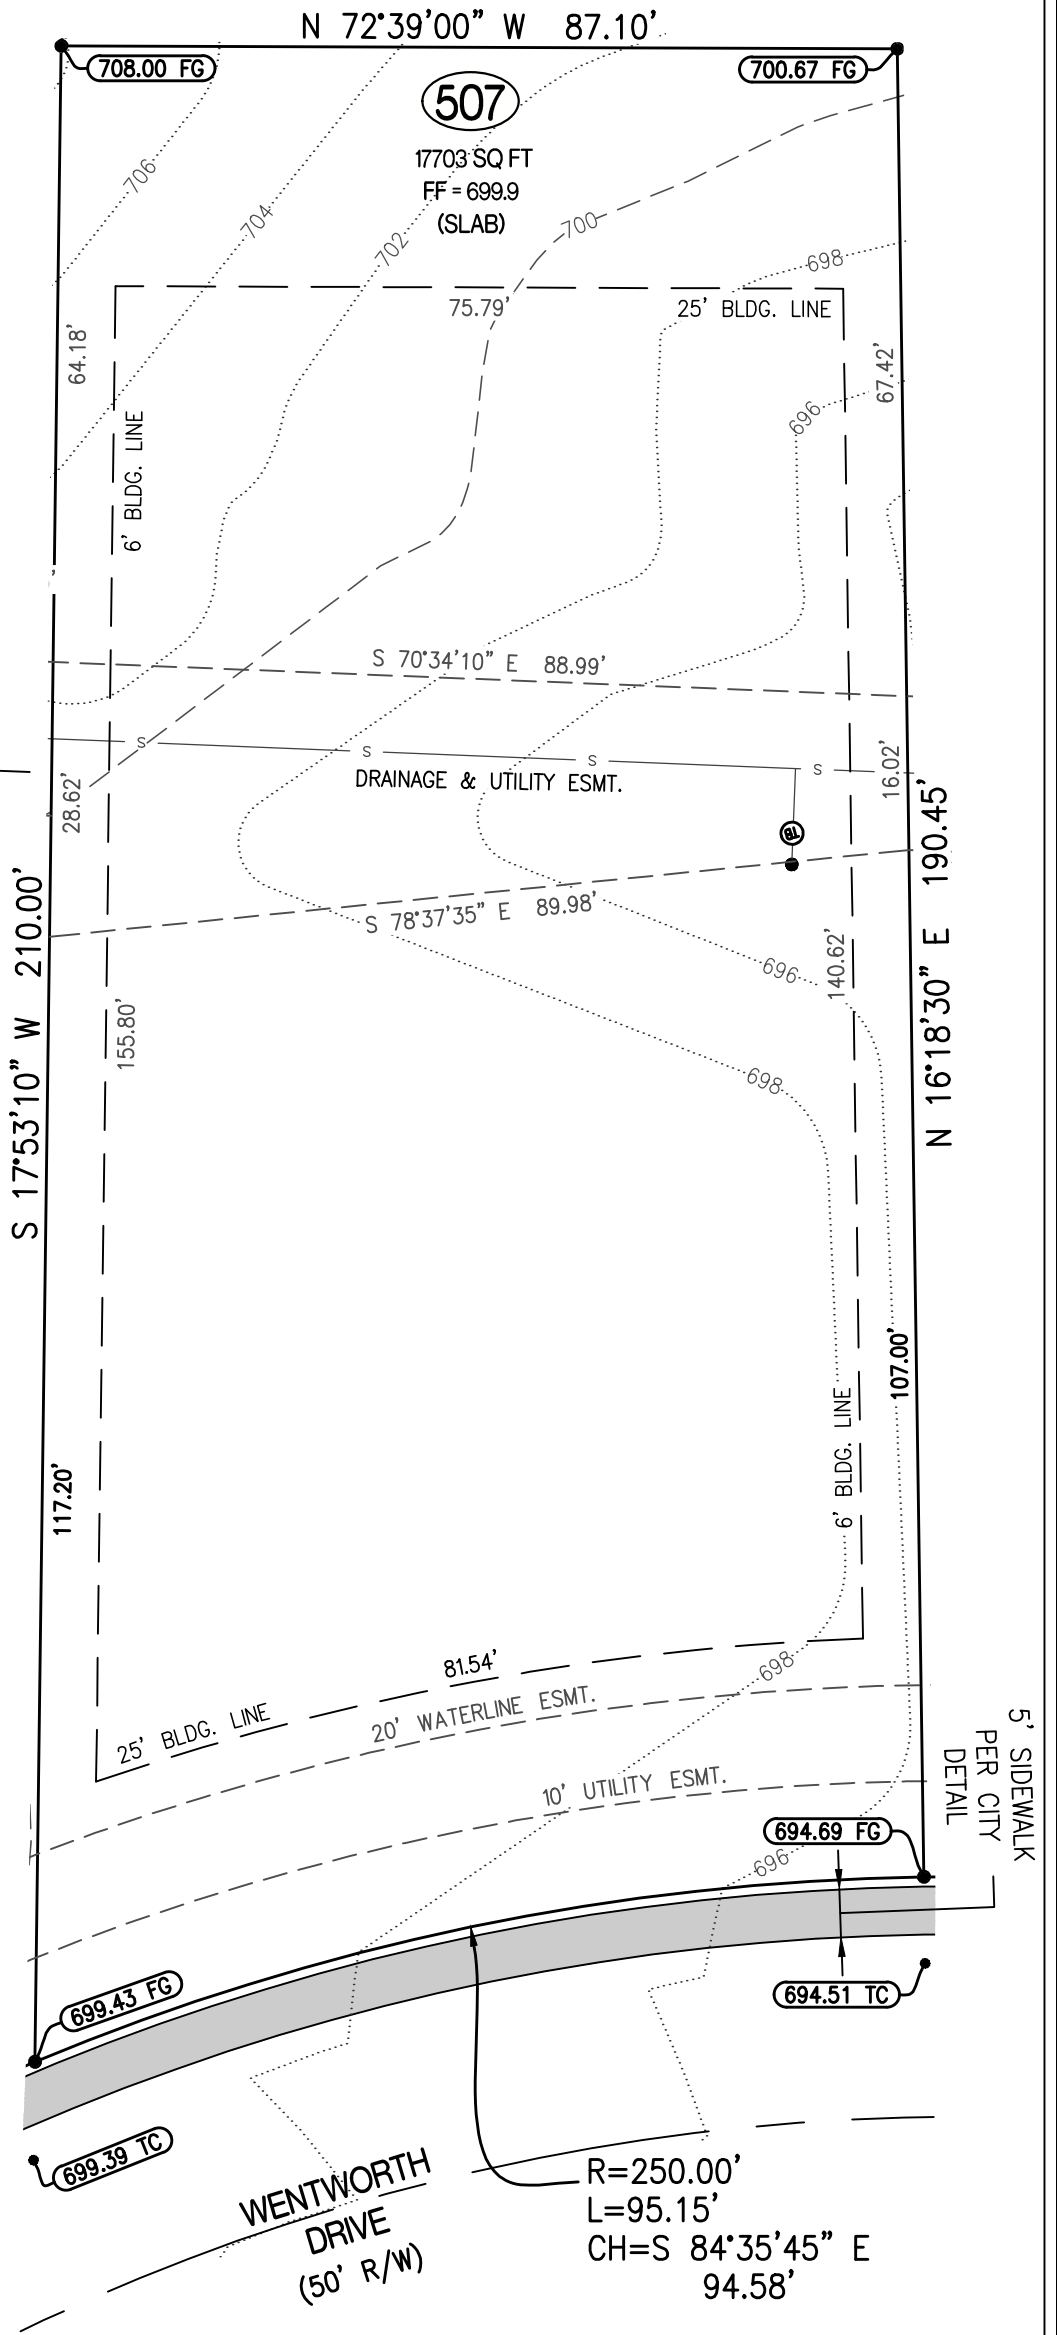 N 72°39'00" W 87.10'
708.00 FG
700.67 FG
507
17703 SQ FT
FF = 699.9
(SLAB)
706
704
702
700
698
75.79'
25' BLDG. LINE
64.18'
67.42'
696
6' BLDG. LINE
S 70°34'10" E 88.99'
S
S
S
S
DRAINAGE & UTILITY ESMT.
28.62'
16.02'
TB
S 78°37'35" E 89.98'
S 17°53'10" W 210.00'
N 16°18'30" E 190.45'
696
140.62'
155.80'
698
107.00'
6' BLDG. LINE
117.20'
81.54'
698
25' BLDG. LINE
20' WATERLINE ESMT.
10' UTILITY ESMT.
5' SIDEWALK
PER CITY
DETAIL
694.69 FG
696
699.43 FG
694.51 TC
699.39 TC
WENTWORTH
DRIVE
(50' R/W)
R=250.00'
L=95.15'
CH=S 84°35'45" E
94.58'